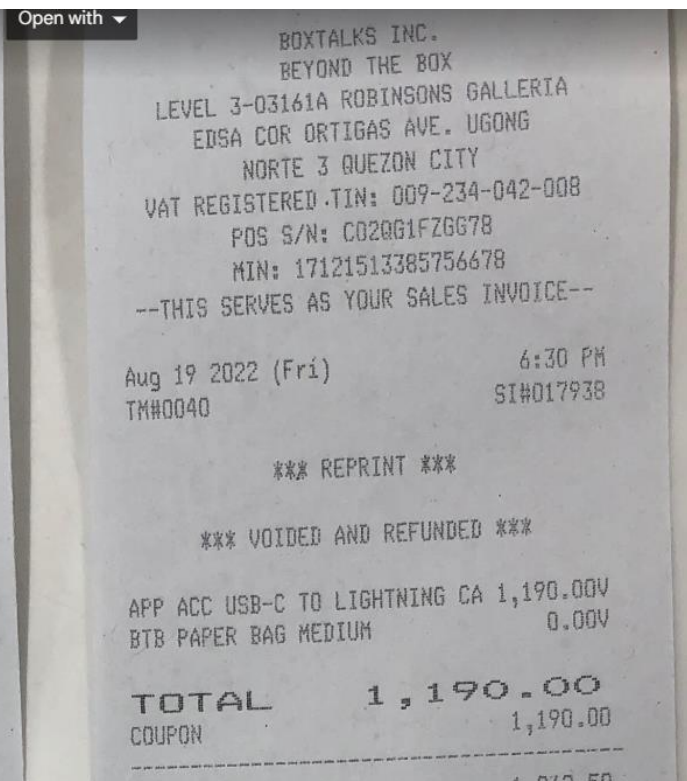 Open with
BOXTALKS INC.
BEYOND THE BOX
LEVEL 3-03161A ROBINSONS GALLERIA
EDSA COR ORTIGAS AVE. UGONG
NORTE 3 QUEZON CITY
VAT REGISTERED TIN: 009-234-042-008
POS S/N: C02QG1FZGG78
MIN: 17121513385756678
--THIS SERVES AS YOUR SALES INVOICE--
Aug 19 2022 (Fri) 6:30 PM
TM#0040 SI#017938
*** REPRINT ***
*** VOIDED AND REFUNDED ***
APP ACC USB-C TO LIGHTNING CA 1,190.00V
BTB PAPER BAG MEDIUM 0.00V
TOTAL 1,190.00
COUPON 1,190.00